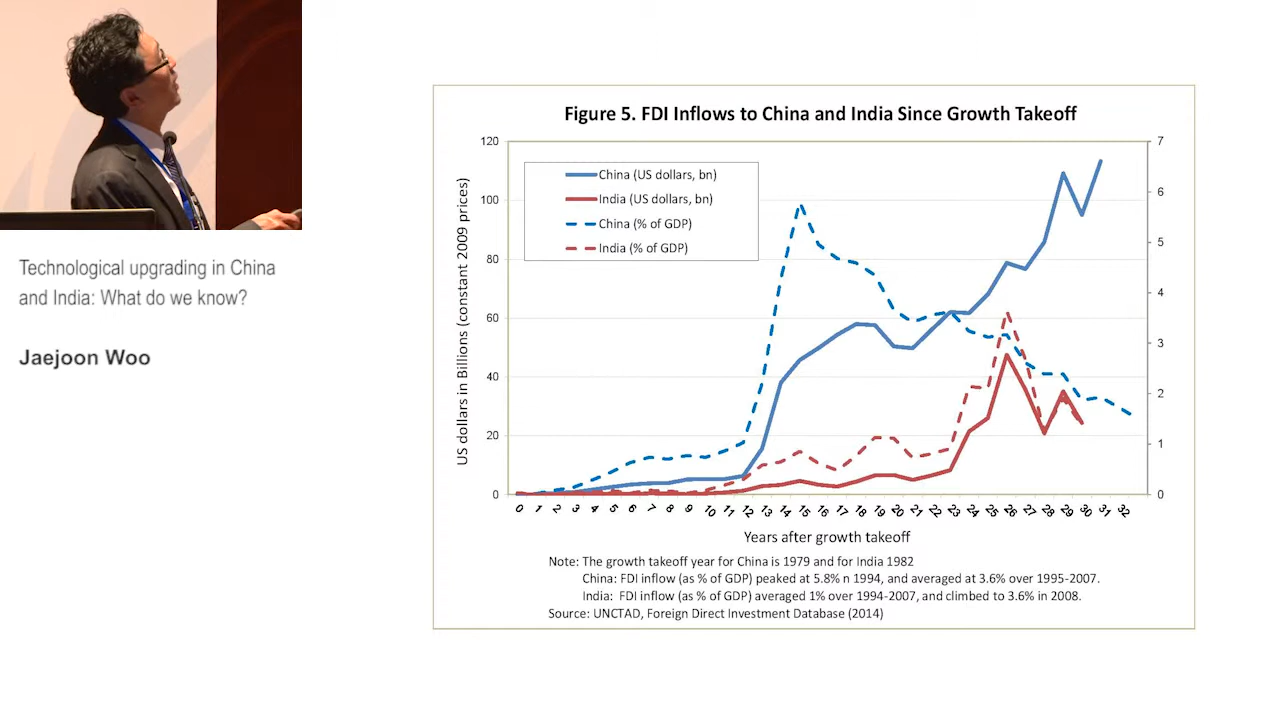 Technological upgrading in China
and India: What do we know?
Jaejoon Woo
Figure 5. FDI Inflows to China and India Since Growth Takeoff
US dollars in Billions (constant 2009 prices)
120
100
80
60
40
20
0
China (US dollars, bn)
India (US dollars, bn)
China (% of GDP)
India (% of GDP)
7
6
5
4
3
2
1
0
0 1 2 3 4 5 6 7 8 9 10 11 12 13 14 15 16 17 18 19 20 21 22 23 24 25 26 27 28 29 30 31 32
Years after growth takeoff
Note: The growth takeoff year for China is 1979 and for India 1982
China: FDI inflow (as % of GDP) peaked at 5.8% n 1994, and averaged at 3.6% over 1995-2007.
India: FDI inflow (as % of GDP) averaged 1% over 1994-2007, and climbed to 3.6% in 2008.
Source: UNCTAD, Foreign Direct Investment Database (2014)